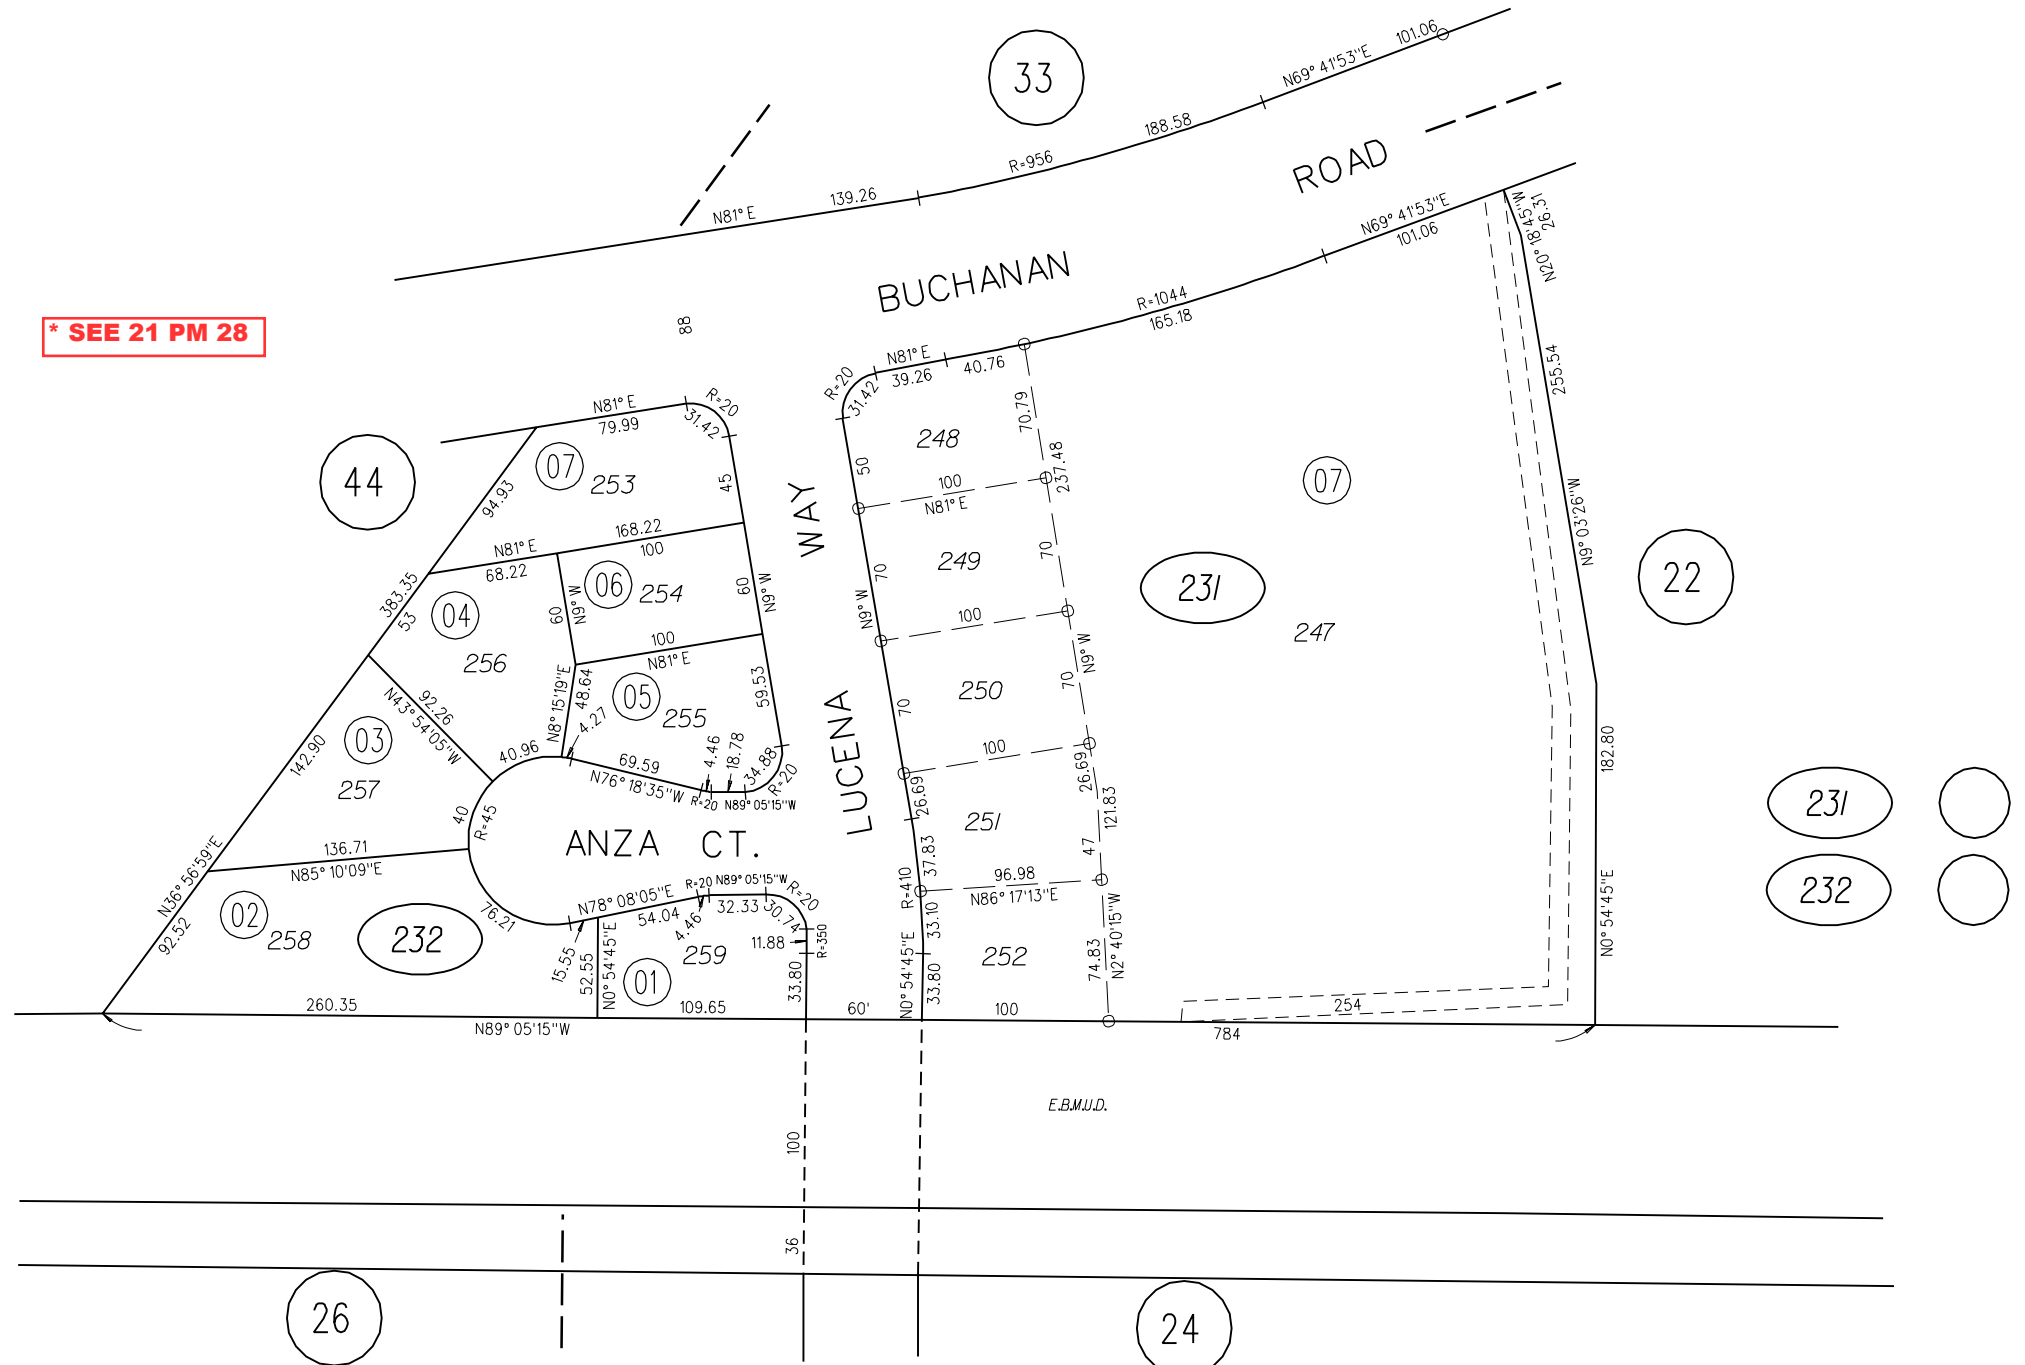 33
101.06
N69° 41'53"E
188.58
R=956
139.26
N81° E
ROAD
N69° 41'53"E
101.06
N20° 18'45"W
26.31
BUCHANAN
R=1044
165.18
* SEE 21 PM 28
88
N81° E
39.26
40.76
R=20
31.42
N81° E
79.99
R=20
31.42
70.79
255.54
248
50
237.48
44
07
253
45
94.93
100
N81° E
07
WAY
168.22
100
N81° E
68.22
N9° 03'26"W
249
70
70
06
254
60
N9° W
60
N9° W
383.35
53
04
231
22
100
N9° W
247
256
100
N81° E
N9° W
N8° 15'19"E
48.64
05
255
59.53
250
70
70
4.27
92.26
N43° 54'05"W
03
142.90
257
40.96
69.59
N76° 18'35"W
4.46
18.78
34.88
R=20
R=20
N89° 05'15"W
LUCENA
100
26.69
26.69
182.80
231
251
121.83
47
40
R=45
ANZA CT.
136.71
N85° 10'09"E
37.83
R=410
96.98
N86° 17'13"E
N36° 56'59"E
232
02
258
92.52
232
76.21
N78° 08'05"E
54.04
R=20
N89° 05'15"W
32.33
R=20
30.74
4.46
15.55
52.55
N0° 54'45"E
259
01
11.88
R=350
33.80
33.10
N0° 54'45"E
33.80
252
74.83
N2° 40'15"W
N0° 54'45"E
260.35
109.65
60'
100
254
N89° 05'15"W
784
E.B.M.U.D.
100
36
26
24